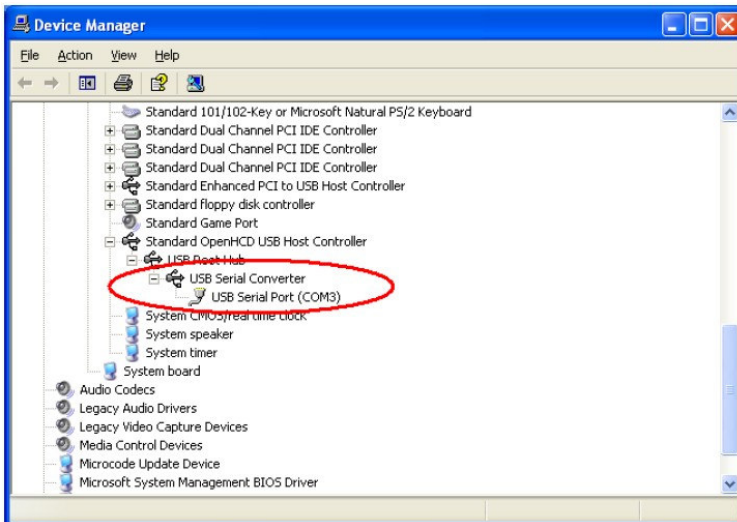 Device Manager
File Action View Help
Standard 101/102-Key or Microsoft Natural PS/2 Keyboard
Standard Dual Channel PCI IDE Controller
Standard Dual Channel PCI IDE Controller
Standard Dual Channel PCI IDE Controller
Standard Enhanced PCI to USB Host Controller
Standard floppy disk controller
Standard Game Port
Standard OpenHCD USB Host Controller
USB Root Hub
USB Serial Converter
USB Serial Port (COM3)
System CMOS/real time clock
System speaker
System timer
System board
Audio Codecs
Legacy Audio Drivers
Legacy Video Capture Devices
Media Control Devices
Microcode Update Device
Microsoft System Management BIOS Driver